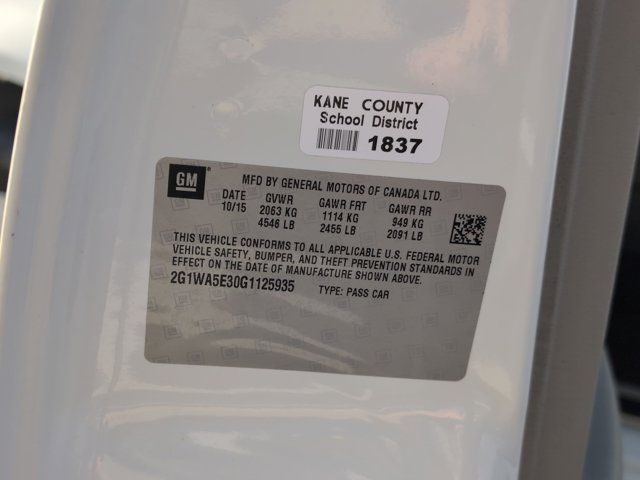 KANE COUNTY
School District
1837
GM
MFD BY GENERAL MOTORS OF CANADA LTD.
DATE GVWR GAWR FRT GAWR RR
10/15 2063 KG 1114 KG 949 KG
4546 LB 2455 LB 2091 LB
THIS VEHICLE CONFORMS TO ALL APPLICABLE U.S. FEDERAL MOTOR
VEHICLE SAFETY, BUMPER, AND THEFT PREVENTION STANDARDS IN
EFFECT ON THE DATE OF MANUFACTURE SHOWN ABOVE.
2G1WA5E30G1125935 TYPE: PASS CAR